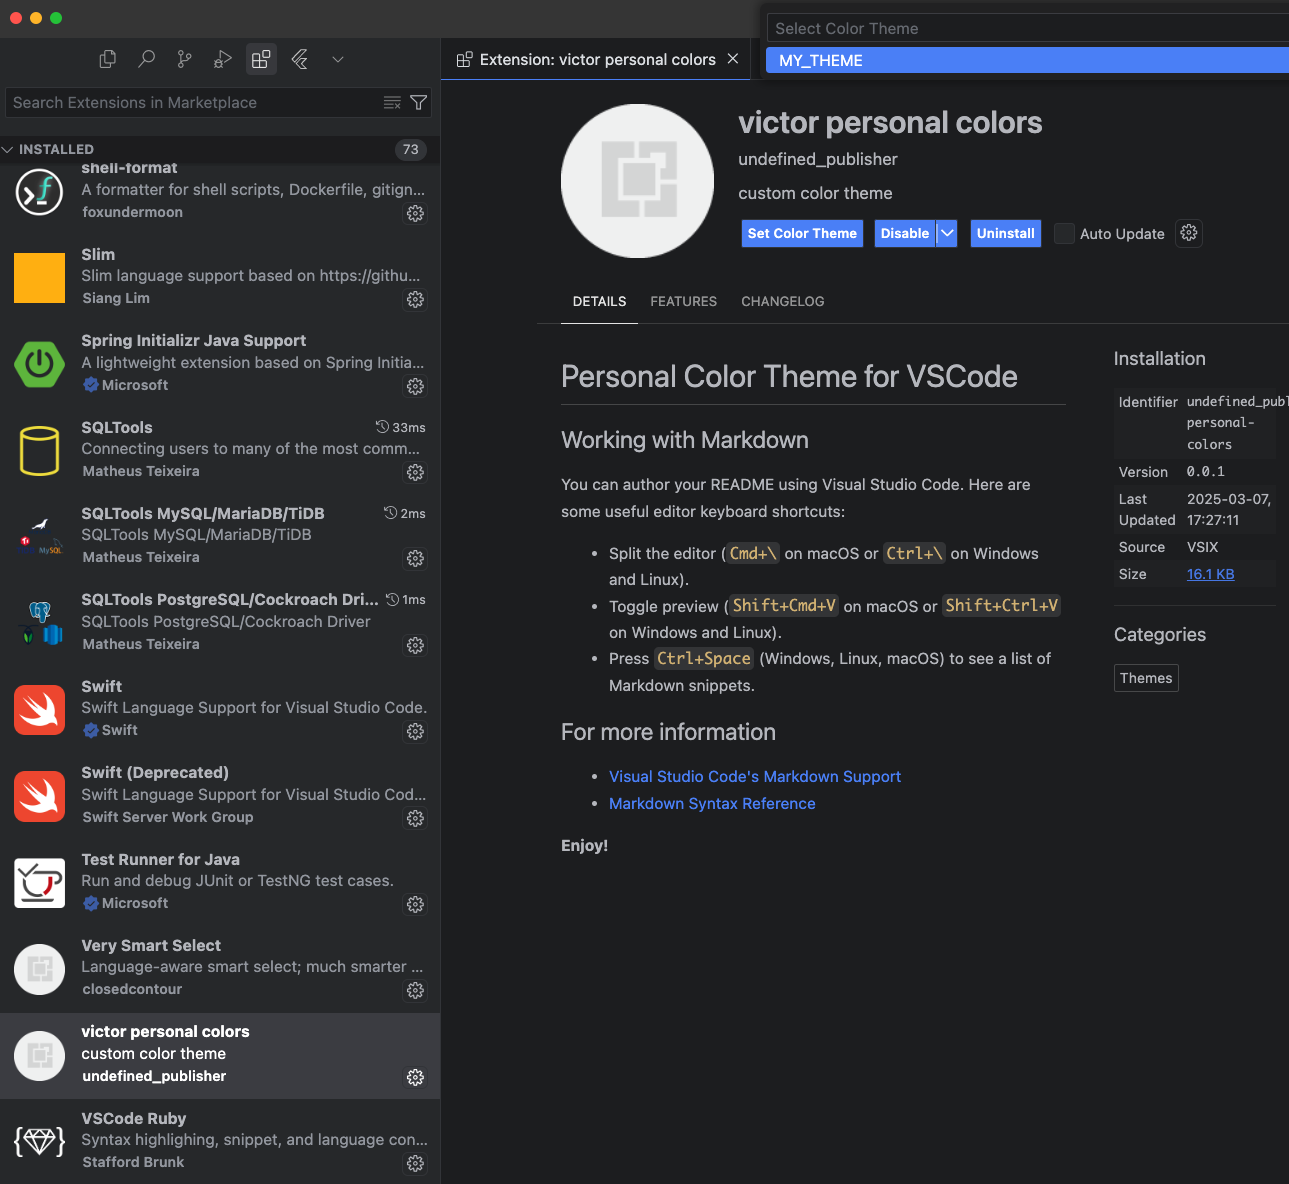 Select Color Theme
MY_THEME
Search Extensions in Marketplace
INSTALLED
73
shell-format
A formatter for shell scripts, Dockerfile, gitign...
foxundermoon
Slim
Slim language support based on https://githu...
Siang Lim
Spring Initializr Java Support
A lightweight extension based on Spring Initia...
Microsoft
SQLTools
33ms
Connecting users to many of the most comm...
Matheus Teixeira
SQLTools MySQL/MariaDB/TiDB
2ms
SQLTools MySQL/MariaDB/TiDB
Matheus Teixeira
MySQL
SQLTools PostgreSQL/Cockroach Dri...
1ms
SQLTools PostgreSQL/Cockroach Driver
Matheus Teixeira
Swift
Swift Language Support for Visual Studio Code.
Swift
Swift (Deprecated)
Swift Language Support for Visual Studio Cod...
Swift Server Work Group
Test Runner for Java
Run and debug JUnit or TestNG test cases.
Microsoft
Very Smart Select
Language-aware smart select; much smarter ...
closedcontour
victor personal colors
custom color theme
undefined_publisher
VSCode Ruby
Syntax highlighing, snippet, and language con...
Stafford Brunk
Extension: victor personal colors
victor personal colors
undefined_publisher
custom color theme
Set Color Theme
Disable
Uninstall
Auto Update
DETAILS
FEATURES
CHANGELOG
Personal Color Theme for VSCode
Working with Markdown
You can author your README using Visual Studio Code. Here are
some useful editor keyboard shortcuts:
• Split the editor (Cmd+\ on macOS or Ctrl+\ on Windows
and Linux).
• Toggle preview (Shift+Cmd+V on macOS or Shift+Ctrl+V
on Windows and Linux).
• Press Ctrl+Space (Windows, Linux, macOS) to see a list of
Markdown snippets.
For more information
• Visual Studio Code's Markdown Support
• Markdown Syntax Reference
Enjoy!
Installation
Identifier undefined_publ
personal-
colors
Version 0.0.1
Last 2025-03-07,
Updated 17:27:11
Source VSIX
Size 16.1 KB
Categories
Themes